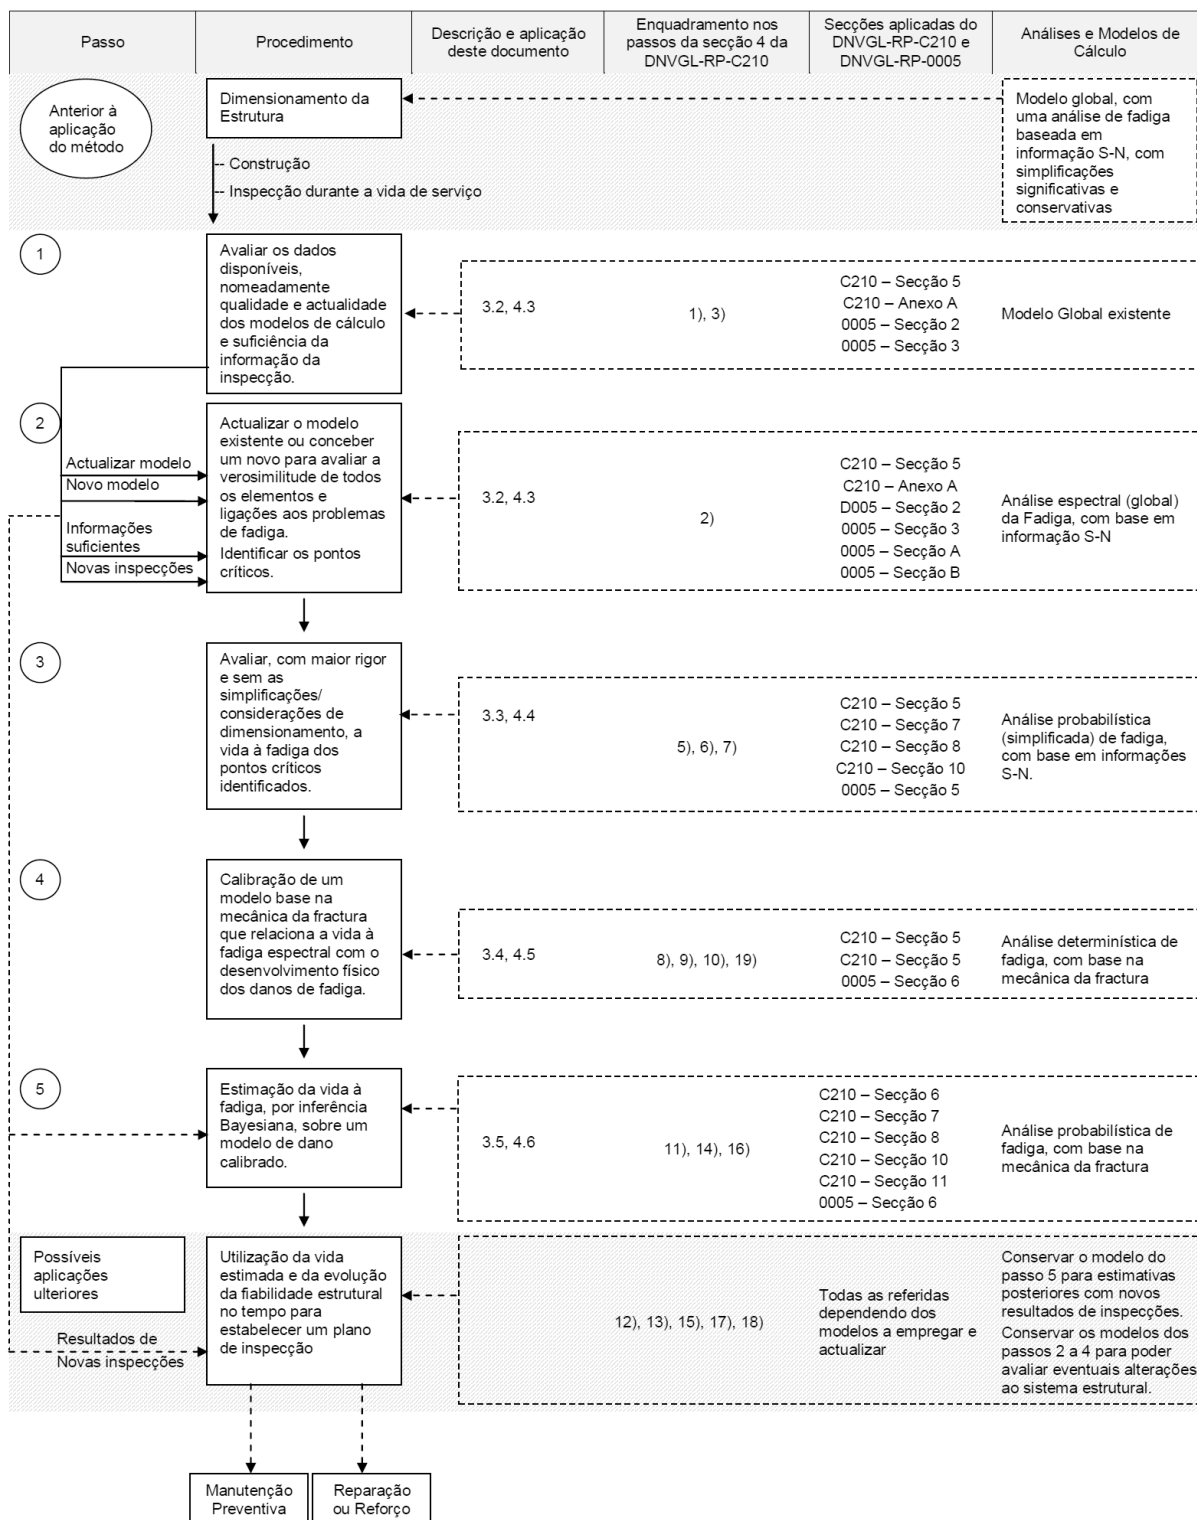 Passo
Procedimento
Descrição e aplicação
deste documento
Enquadramento nos
passos da secção 4 da
DNVGL-RP-C210
Secções aplicadas do
DNVGL-RP-C210 e
DNVGL-RP-0005
Análises e Modelos de
Cálculo
Anterior à
aplicação
do método
Dimensionamento da
Estrutura
Modelo global, com
uma análise de fadiga
baseada em
informação S-N, com
simplificações
significativas e
conservativas
-- Construção
-- Inspecção durante a vida de serviço
1
Avaliar os dados
disponíveis,
nomeadamente
qualidade e actualidade
dos modelos de cálculo
e suficiência da
informação da
inspecção.
3.2, 4.3
1), 3)
C210 – Secção 5
C210 – Anexo A
0005 – Secção 2
0005 – Secção 3
Modelo Global existente
2
Actualizar modelo
Novo modelo
Informações
suficientes
Novas inspecções
Actualizar o modelo
existente ou conceber
um novo para avaliar a
verosimilitude de todos
os elementos e
ligações aos problemas
de fadiga.
Identificar os pontos
críticos.
3.2, 4.3
2)
C210 – Secção 5
C210 – Anexo A
D005 – Secção 2
0005 – Secção 3
0005 – Secção A
0005 – Secção B
Análise espectral (global)
da Fadiga, com base em
informação S-N
3
Avaliar, com maior rigor
e sem as
simplificações/
considerações de
dimensionamento, a
vida à fadiga dos
pontos críticos
identificados.
3.3, 4.4
5), 6), 7)
C210 – Secção 5
C210 – Secção 7
C210 – Secção 8
C210 – Secção 10
0005 – Secção 5
Análise probabilística
(simplificada) de fadiga,
com base em informações
S-N.
4
Calibração de um
modelo base na
mecânica da fractura
que relaciona a vida à
fadiga espectral com o
desenvolvimento físico
dos danos de fadiga.
3.4, 4.5
8), 9), 10), 19)
C210 – Secção 5
C210 – Secção 5
0005 – Secção 6
Análise determinística de
fadiga, com base na
mecânica da fractura
5
Estimação da vida à
fadiga, por inferência
Bayesiana, sobre um
modelo de dano
calibrado.
3.5, 4.6
11), 14), 16)
C210 – Secção 6
C210 – Secção 7
C210 – Secção 8
C210 – Secção 10
C210 – Secção 11
0005 – Secção 6
Análise probabilística de
fadiga, com base na
mecânica da fractura
Possíveis
aplicações
ulteriores
Resultados de
Novas inspecções
Utilização da vida
estimada e da evolução
da fiabilidade estrutural
no tempo para
estabelecer um plano
de inspecção
12), 13), 15), 17), 18)
Todas as referidas
dependendo dos
modelos a empregar e
actualizar
Conservar o modelo do
passo 5 para estimativas
posteriores com novos
resultados de inspecções.
Conservar os modelos dos
passos 2 a 4 para poder
avaliar eventuais alterações
ao sistema estrutural.
Manutenção
Preventiva
Reparação
ou Reforço